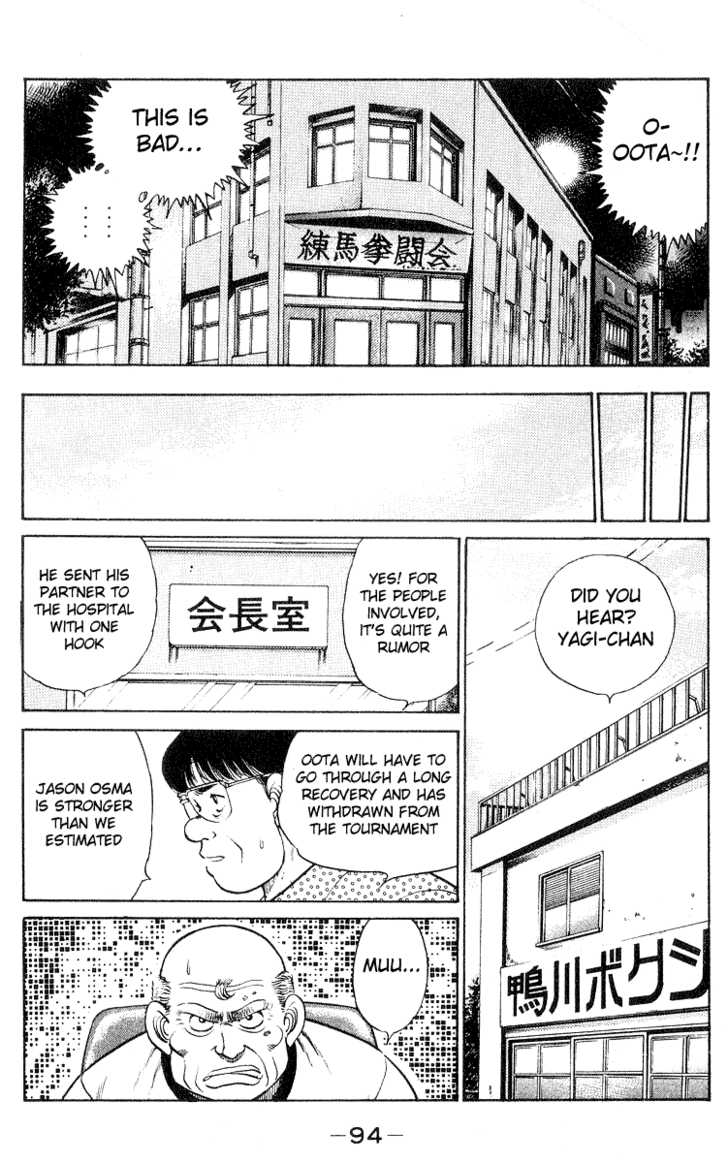 O-
OOTA~!!
THIS IS
BAD...
練馬拳闘会
DID YOU
HEAR?
YAGI-CHAN
鴨川ボクシ
YES! FOR
THE PEOPLE
INVOLVED,
IT'S QUITE A
RUMOR
会長室
HE SENT HIS
PARTNER TO
THE HOSPITAL
WITH ONE
HOOK
OOTA WILL HAVE TO
GO THROUGH A LONG
RECOVERY AND HAS
WITHDRAWN FROM
THE TOURNAMENT
JASON OSMA
IS STRONGER
THAN WE
ESTIMATED
MUU...
—94—